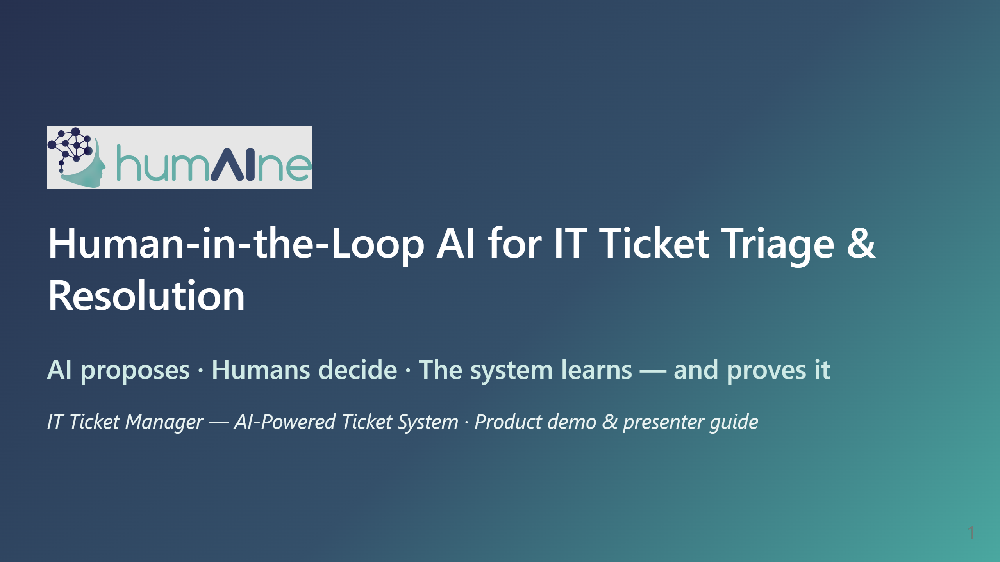 humAIne
Human-in-the-Loop AI for IT Ticket Triage &
Resolution
AI proposes · Humans decide · The system learns — and proves it
IT Ticket Manager — AI-Powered Ticket System · Product demo & presenter guide
1